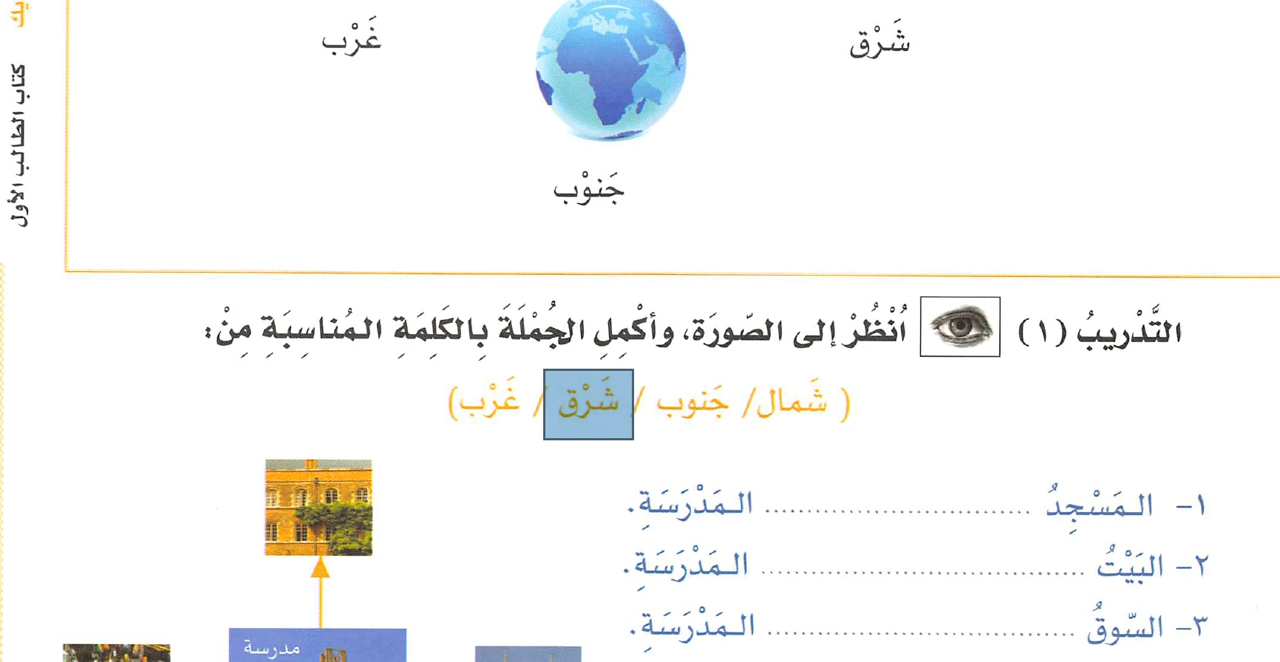 شَرْق
غَرْب
جَنوْب
التَّدْريبُ (١) اُنْظُرْ إلى الصّورَة، وأكْمِلِ الجُمْلَةَ بِالكَلِمَةِ المُناسِبَةِ مِنْ:
( شَمال/ جَنوب / شَرْق / غَرْب)
١- المَسْجِدُ .............................. المَدْرَسَةِ.
٢- البَيْتُ .............................. المَدْرَسَةِ.
٣- السّوقُ .............................. المَدْرَسَةِ.
مدرسة
كتاب الطالب الأول